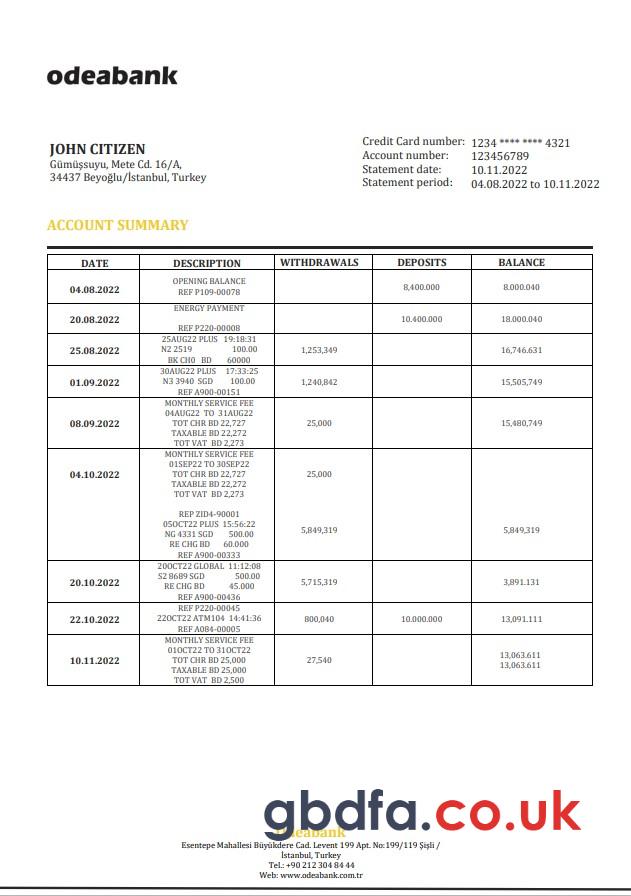 odeabank
JOHN CITIZEN
Gümüşsuyu, Mete Cd. 16/A,
34437 Beyoğlu/İstanbul, Turkey
Credit Card number: 1234 **** **** 4321
Account number: 123456789
Statement date: 10.11.2022
Statement period: 04.08.2022 to 10.11.2022
ACCOUNT SUMMARY
DATE DESCRIPTION WITHDRAWALS DEPOSITS BALANCE
04.08.2022 OPENING BALANCE 8,400.000 8.000.040
REF P109-00078
20.08.2022 ENERGY PAYMENT 10.400.000 18.000.040
REF P220-00008
25.08.2022 25AUG22 PLUS 19:18:31 1,253,349 16,746.631
N2 2519 100.00
BK CH0 BD 60000
01.09.2022 30AUG22 PLUS 17:33:25 1,240,842 15,505,749
N3 3940 SGD 100.00
REF A900-00151
08.09.2022 MONTHLY SERVICE FEE 25,000 15,480,749
04AUG22 TO 31AUG22
TOT CHR BD 22,727
TAXABLE BD 22,272
TOT VAT BD 2,273
04.10.2022 MONTHLY SERVICE FEE 25,000
01SEP22 TO 30SEP22
TOT CHR BD 22,727
TAXABLE BD 22,272
TOT VAT BD 2,273
REP ZID4-90001
05OCT22 PLUS 15:56:22 5,849,319 5,849,319
NG 4331 SGD 500.00
RE CHG BD 60.000
REF A900-00333
20.10.2022 20OCT22 GLOBAL 11:12:08 5,715,319 3,891.131
S2 8689 SGD 500.00
RE CHG BD 45.000
REF A900-00436
22.10.2022 REF P220-00045 800,040 10.000.000 13,091.111
22OCT22 ATM104 14:41:36
REF A084-00005
10.11.2022 MONTHLY SERVICE FEE 27,540 13,063.611
01OCT22 TO 31OCT22 13,063.611
TOT CHR BD 25,000
TAXABLE BD 25,000
TOT VAT BD 2,500
gbdfa.co.uk
Odeabank
Esentepe Mahallesi Büyükdere Cad. Levent 199 Apt. No:199/119 Şişli /
İstanbul, Turkey
Tel.: +90 212 304 84 44
Web: www.odeabank.com.tr